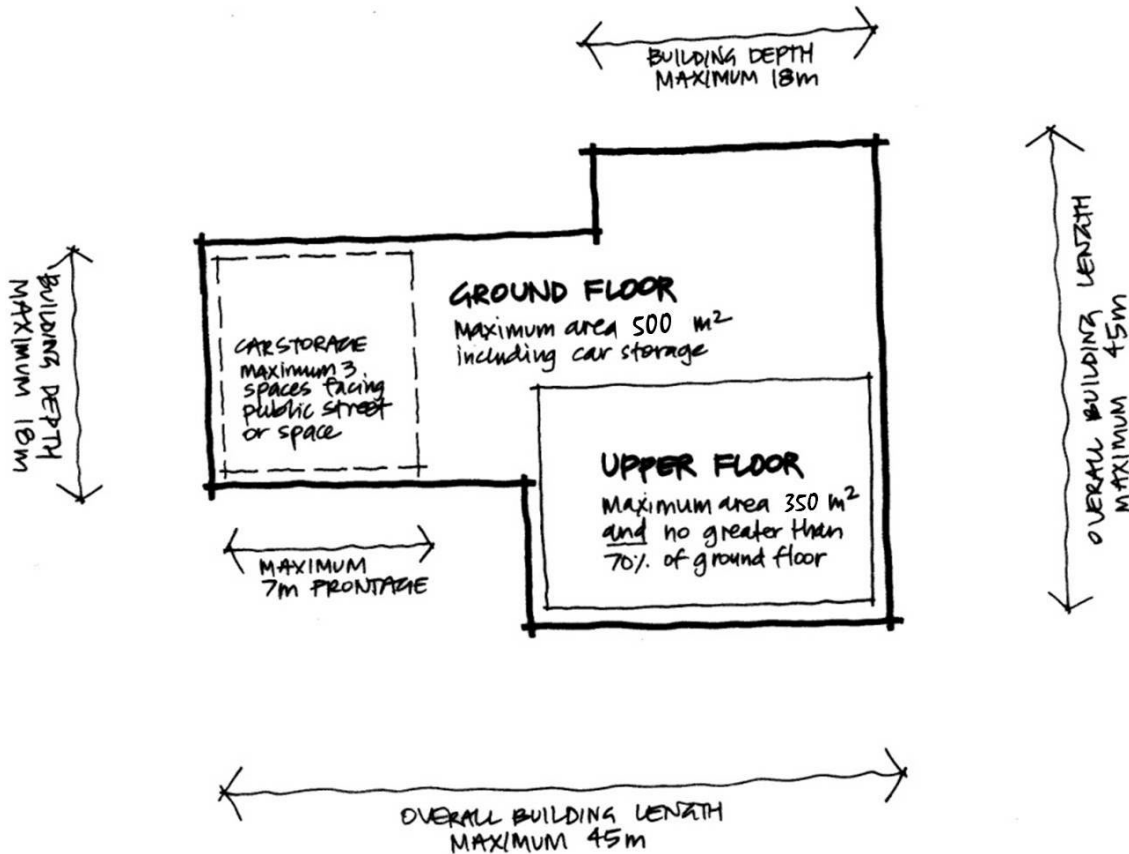 BUILDING DEPTH
MAXIMUM 18m
BUILDING DEPTH
MAXIMUM 18m
GROUND FLOOR
Maximum area 500 m²
including car storage
CAR STORAGE
maximum 3
spaces facing
public street
or space
UPPER FLOOR
Maximum area 350 m²
and no greater than
70% of ground floor
MAXIMUM
7m FRONTAGE
OVERALL BUILDING LENGTH
MAXIMUM 45m
OVERALL BUILDING LENGTH
MAXIMUM 45m